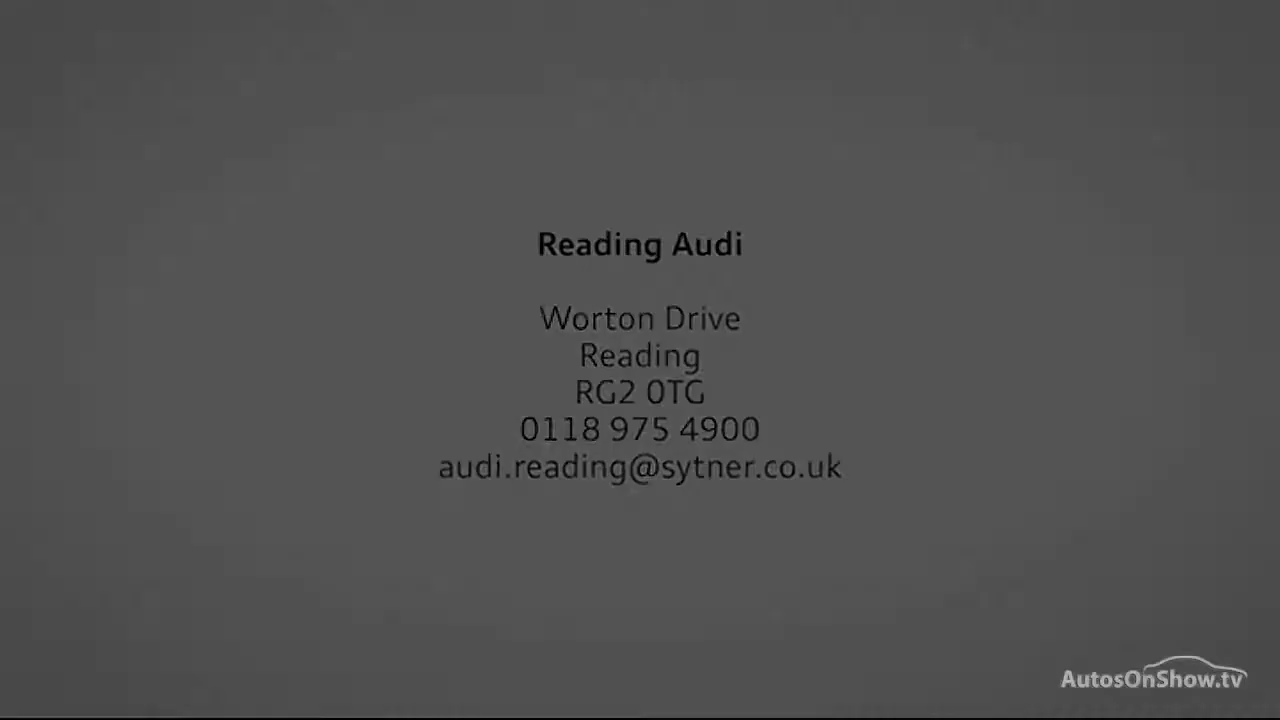 Reading Audi
Worton Drive
Reading
RG2 0TG
0118 975 4900
audi.reading@sytner.co.uk
AutosOnShow.tv